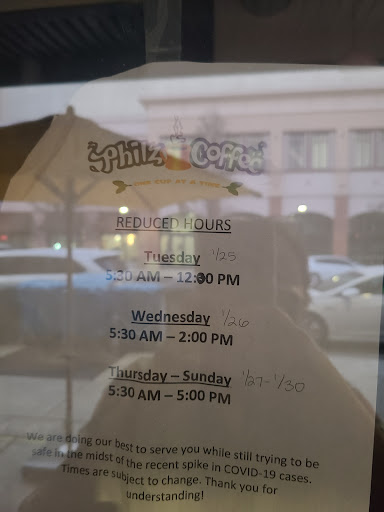 Philz Coffee
ONE CUP AT A TIME
REDUCED HOURS
Tuesday 1/25
5:30 AM – 12:00 PM
Wednesday 1/26
5:30 AM – 2:00 PM
Thursday – Sunday 1/27 - 1/30
5:30 AM – 5:00 PM
We are doing our best to serve you while still trying to be
safe in the midst of the recent spike in COVID-19 cases.
Times are subject to change. Thank you for
understanding!